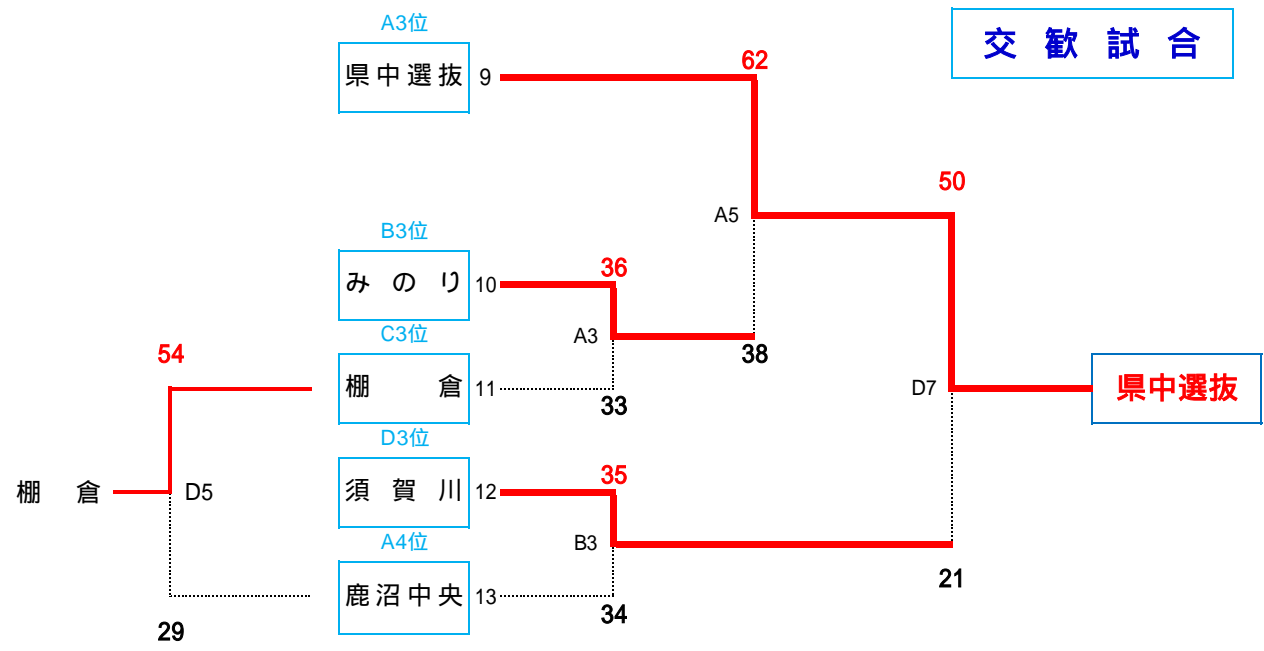 A3位
交歓試合
県中選抜 9
62
50
B3位
A5
みのり 10
36
C3位
A3
38
54
棚倉 11
33
D7
県中選抜
D3位
棚倉
D5
須賀川 12
35
A4位
B3
21
鹿沼中央 13
34
29